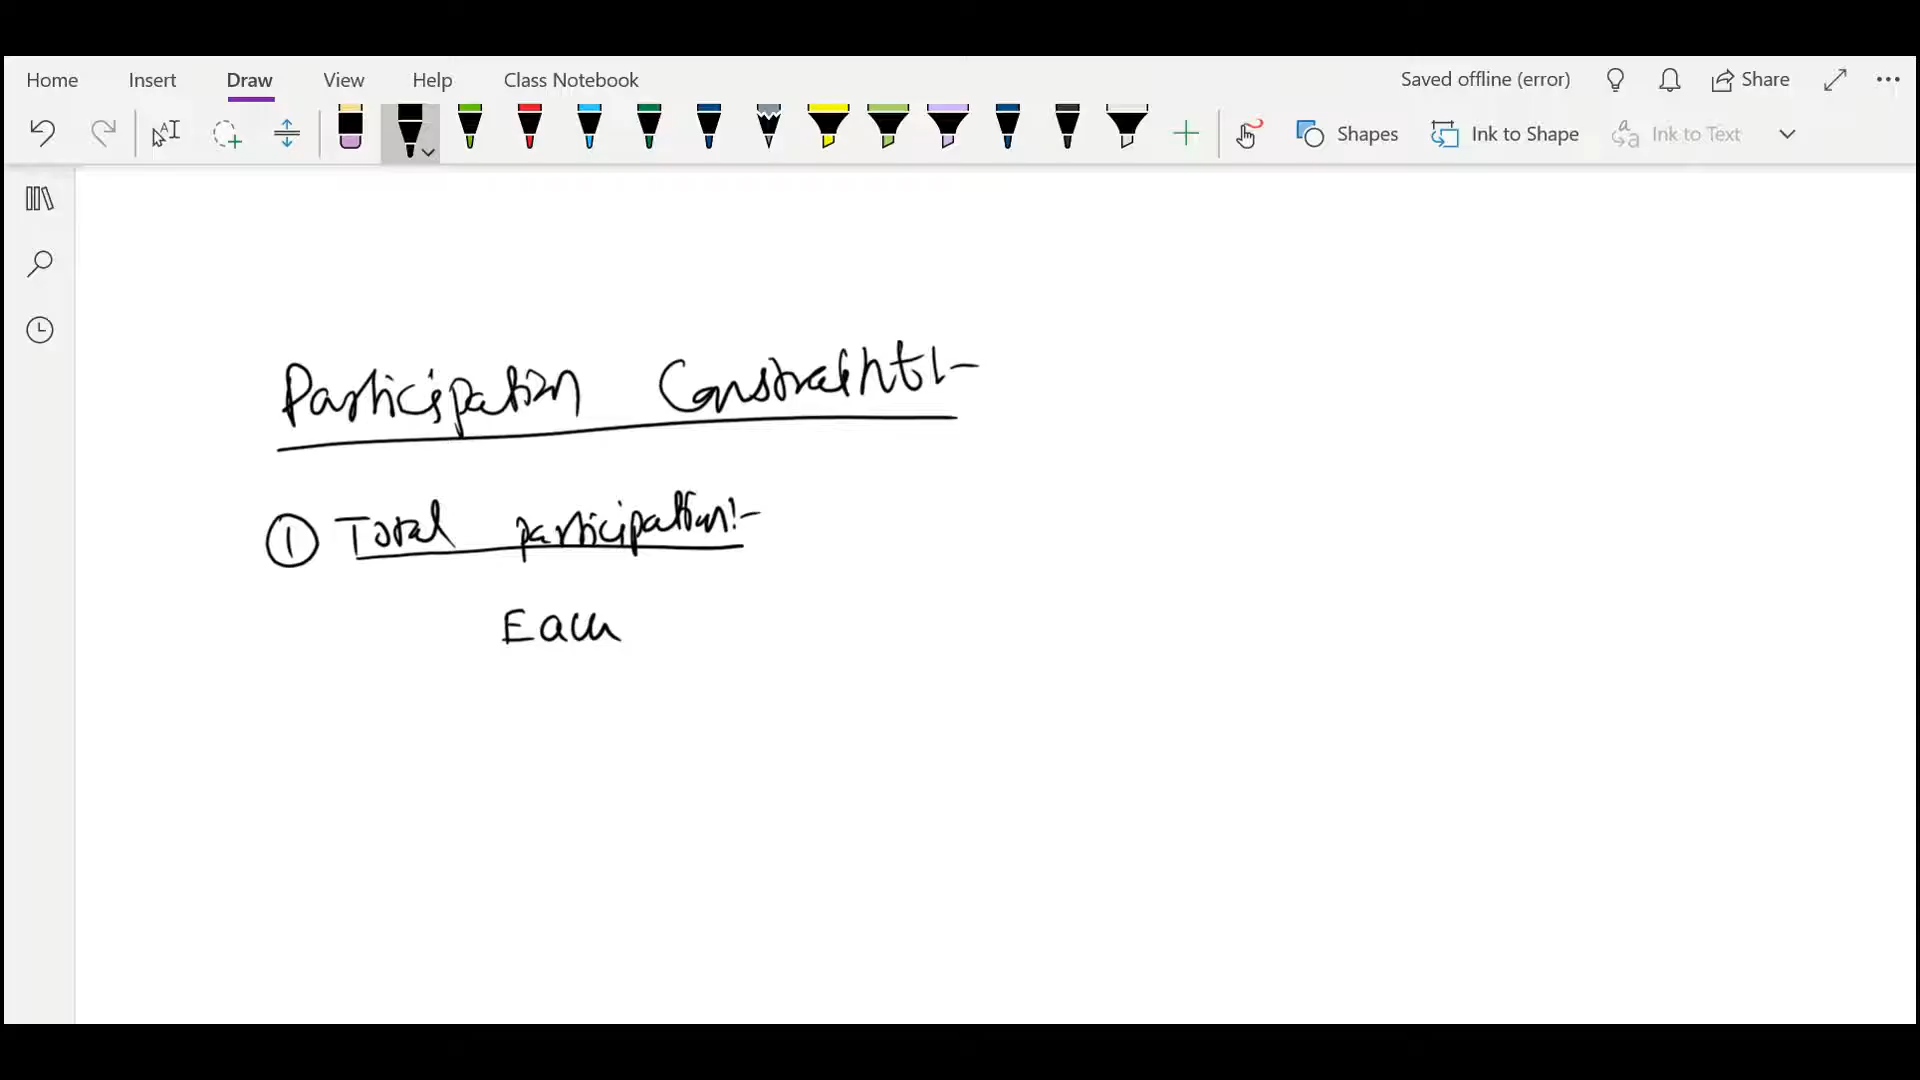 Home Insert Draw View Help Class Notebook Saved offline (error) Share
Shapes Ink to Shape Ink to Text
Participation Constraints:-
① Total participation:-
Each